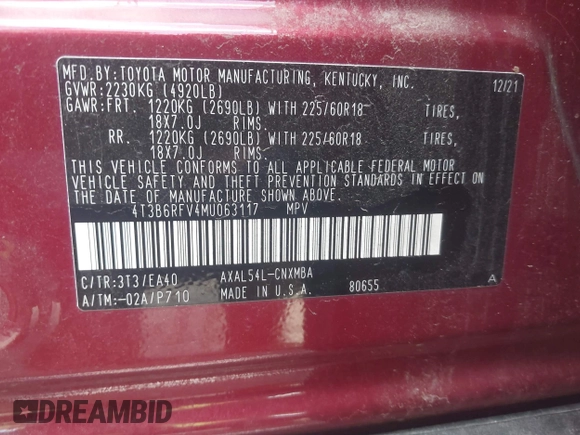 MFD.BY:TOYOTA MOTOR MANUFACTURING, KENTUCKY, INC.
GVWR:2230KG (4920LB) 12/21
GAWR:FRT. 1220KG (2690LB) WITH 225/60R18 TIRES,
18X7.0J RIMS.
RR. 1220KG (2690LB) WITH 225/60R18 TIRES,
18X7.0J RIMS.
THIS VEHICLE CONFORMS TO ALL APPLICABLE FEDERAL MOTOR
VEHICLE SAFETY AND THEFT PREVENTION STANDARDS IN EFFECT ON
THE DATE OF MANUFACTURE SHOWN ABOVE.
4T3B6RFV4MU063117 MPV
C/TR:3T3/EA40 AXAL54L-CNXMBA
A/TM:-02A/P710 MADE IN U.S.A. 80655 A
DREAMBID